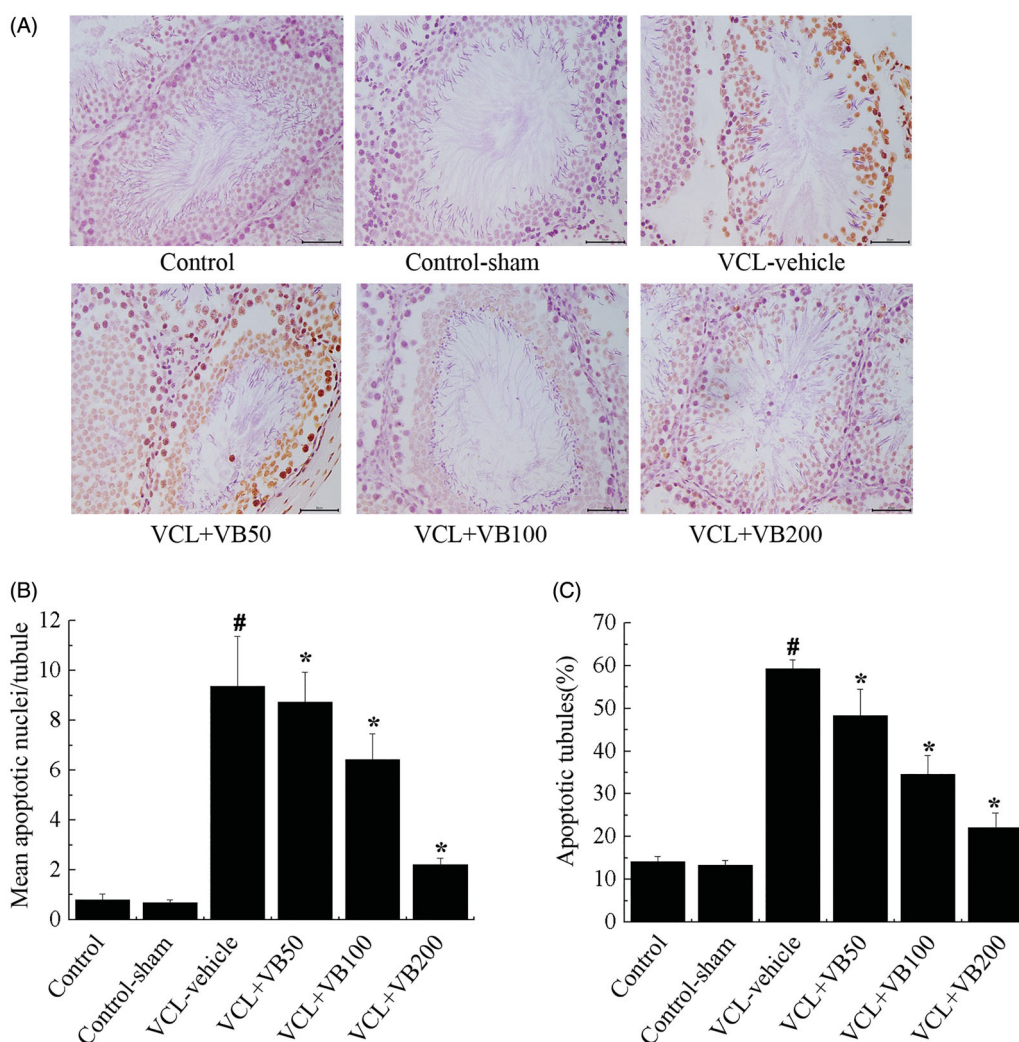 (A)
Control Control-sham VCL-vehicle
VCL+VB50 VCL+VB100 VCL+VB200
(B)
Mean apoptotic nuclei/tubule
12
10
8
6
4
2
0
#
*
*
*
Control
Control-sham
VCL-vehicle
VCL+VB50
VCL+VB100
VCL+VB200
(C)
Apoptotic tubules(%)
70
60
50
40
30
20
10
0
#
*
*
*
Control
Control-sham
VCL-vehicle
VCL+VB50
VCL+VB100
VCL+VB200